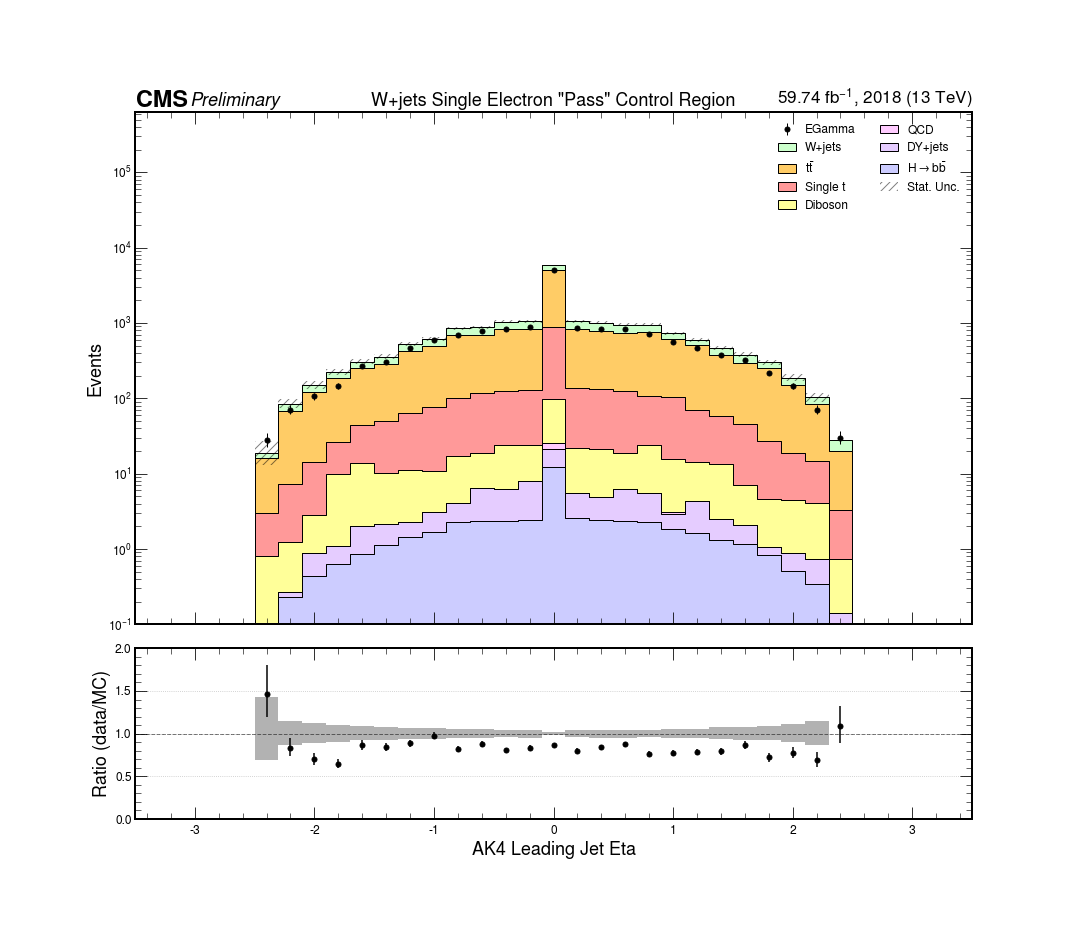 CMS Preliminary W+jets Single Electron "Pass" Control Region 59.74 fb⁻¹, 2018 (13 TeV)
EGamma QCD
W+jets DY+jets
tt̄ H→bb̄
Single t Stat. Unc.
Diboson
10⁵
10⁴
10³
10²
10¹
10⁰
10⁻¹
Events
2.0
1.5
1.0
0.5
0.0
Ratio (data/MC)
-3 -2 -1 0 1 2 3
AK4 Leading Jet Eta